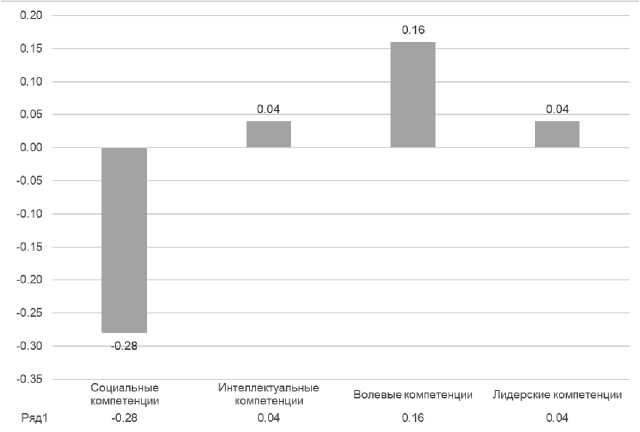 0.20
0.15
0.10
0.05
0.00
-0.05
-0.10
-0.15
-0.20
-0.25
-0.30
-0.35
0.16
0.04
0.04
-0.28
Социальные
компетенции
Интеллектуальные
компетенции
Волевые компетенции
Лидерские компетенции
Ряд1 -0.28 0.04 0.16 0.04